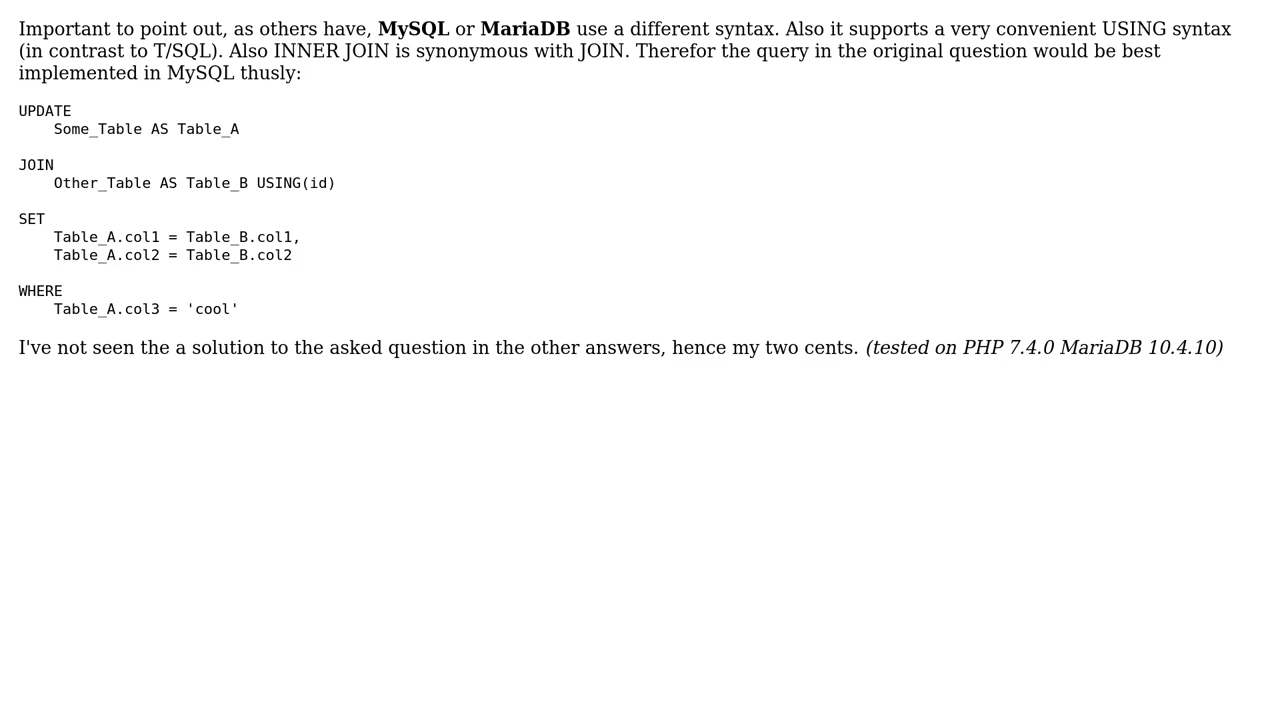 Important to point out, as others have, MySQL or MariaDB use a different syntax. Also it supports a very convenient USING syntax
(in contrast to T/SQL). Also INNER JOIN is synonymous with JOIN. Therefor the query in the original question would be best
implemented in MySQL thusly:
UPDATE
    Some_Table AS Table_A
JOIN
    Other_Table AS Table_B USING(id)
SET
    Table_A.col1 = Table_B.col1,
    Table_A.col2 = Table_B.col2
WHERE
    Table_A.col3 = 'cool'
I've not seen the a solution to the asked question in the other answers, hence my two cents. (tested on PHP 7.4.0 MariaDB 10.4.10)